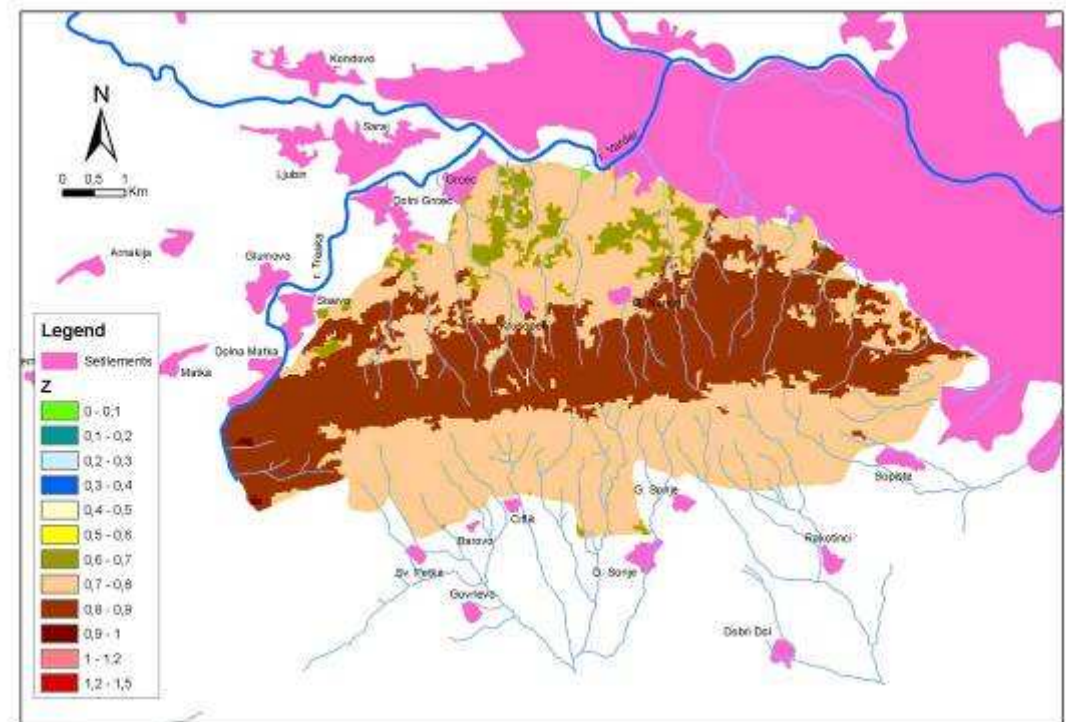 Kondovo
N
Saraj
r. Vardar
Ljubin
0 0,5 1
Km
Grcec
Dolni Grcec
Arnakija
Glumovo
r. Treska
Legend
Settlements
Z
0 - 0,1
0,1 - 0,2
0,2 - 0,3
0,3 - 0,4
0,4 - 0,5
0,5 - 0,6
0,6 - 0,7
0,7 - 0,8
0,8 - 0,9
0,9 - 1
1 - 1,2
1,2 - 1,5
Dolna Matka
Matka
Sopiste
G. Sonje
Crna
Barovo
Rakotinci
Sv. Petka
D. Sonje
Govrlevo
Dobri Dol